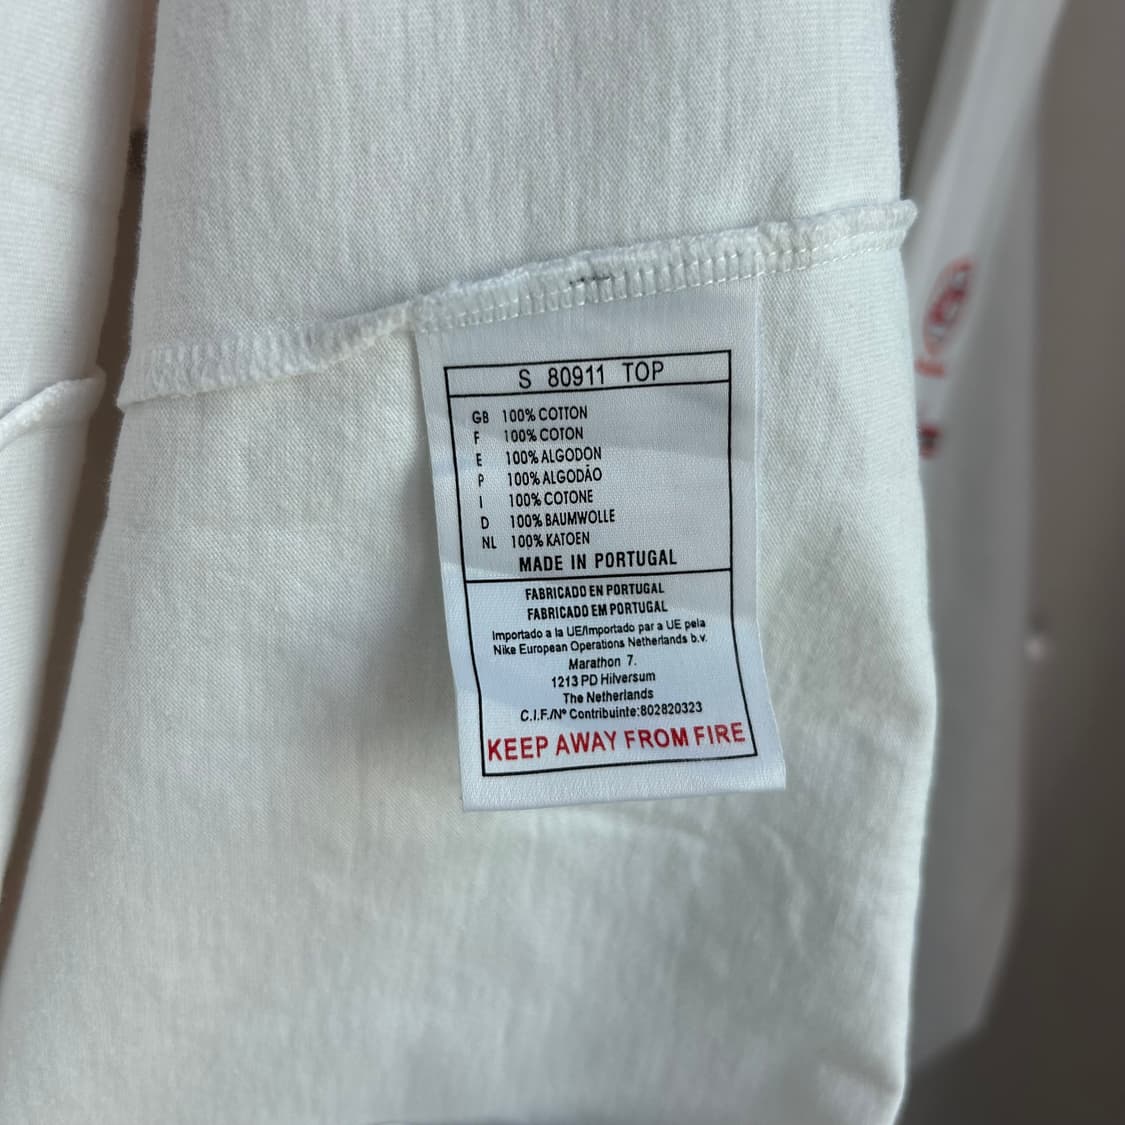 S 80911 TOP
GB 100% COTTON
F 100% COTON
E 100% ALGODON
P 100% ALGODÃO
I 100% COTONE
D 100% BAUMWOLLE
NL 100% KATOEN
MADE IN PORTUGAL
FABRICADO EN PORTUGAL
FABRICADO EM PORTUGAL
Importado a la UE/Importado par a UE pela
Nike European Operations Netherlands b.v.
Marathon 7.
1213 PD Hilversum
The Netherlands
C.I.F./Nº Contribuinte:802820323
KEEP AWAY FROM FIRE